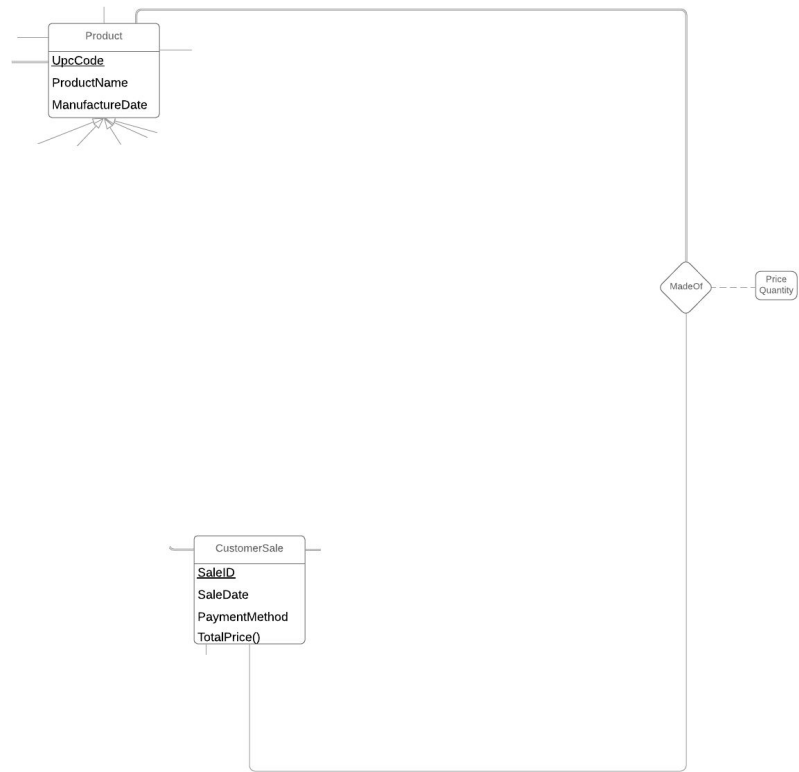 Product
UpcCode
ProductName
ManufactureDate
MadeOf
Price
Quantity
CustomerSale
SaleID
SaleDate
PaymentMethod
TotalPrice()